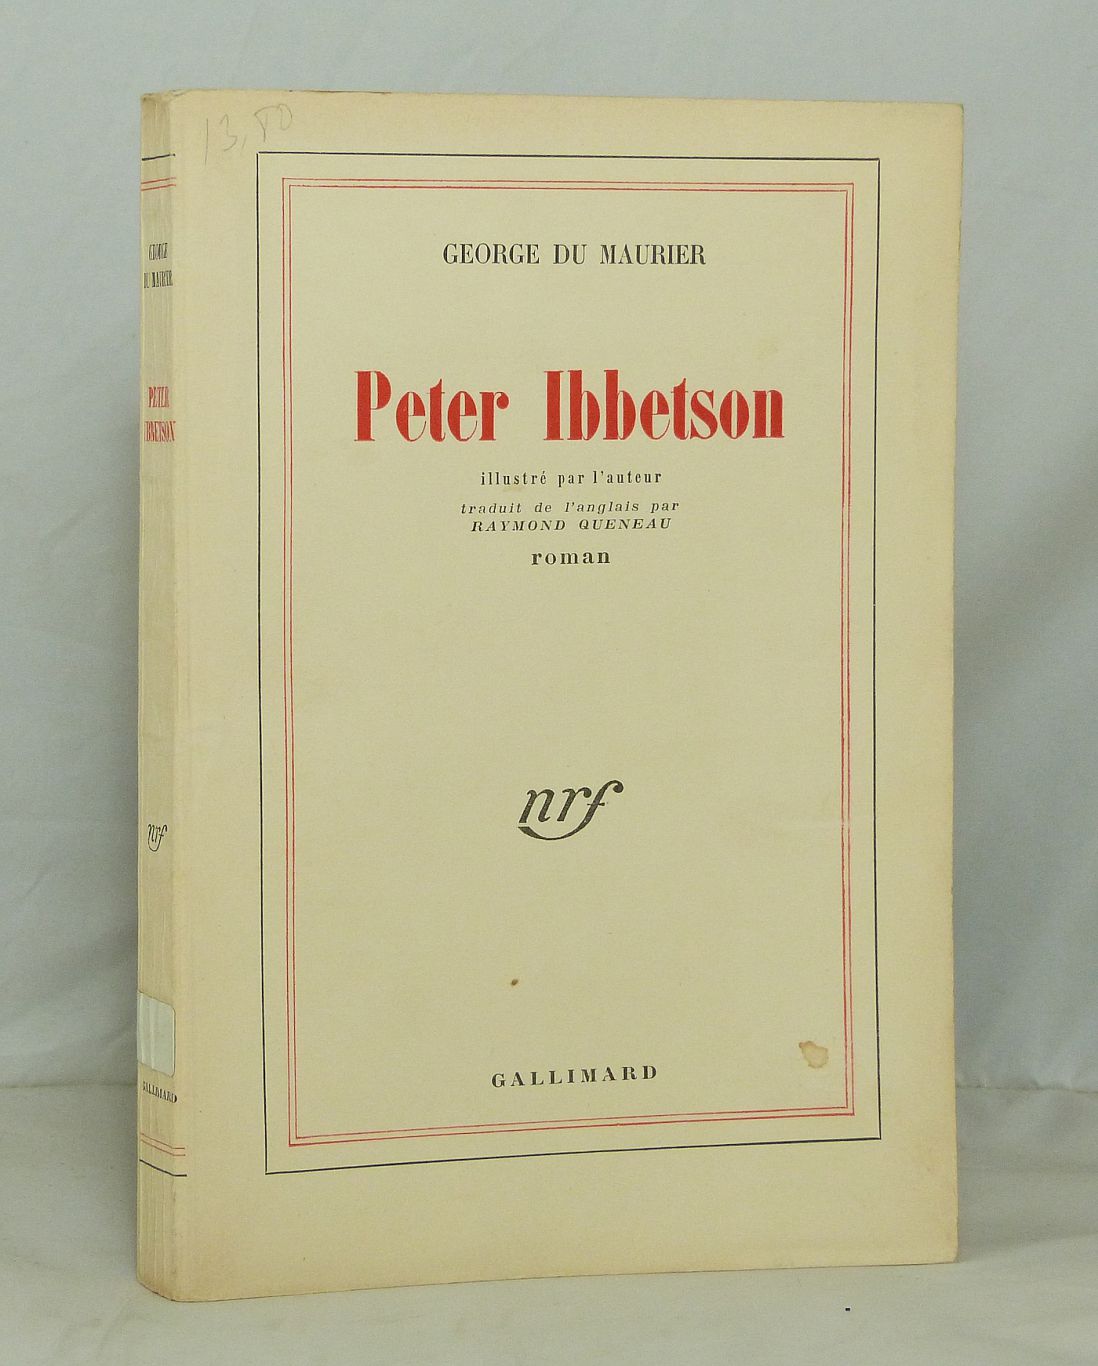 13,80
GEORGE DU MAURIER
Peter Ibbetson
illustré par l'auteur
traduit de l'anglais par
RAYMOND QUENEAU
roman
nrf
GALLIMARD
GEORGE
DU MAURIER
PETER
IBBETSON
nrf
GALLIMARD